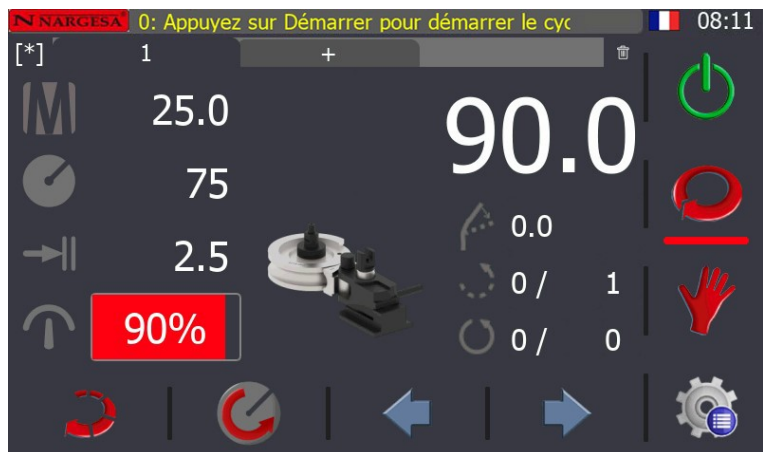 N NARGESA 0: Appuyez sur Démarrer pour démarrer le cyc 08:11
[*] 1 +
25.0 90.0
75
0.0
2.5
0 / 1
90%
0 / 0